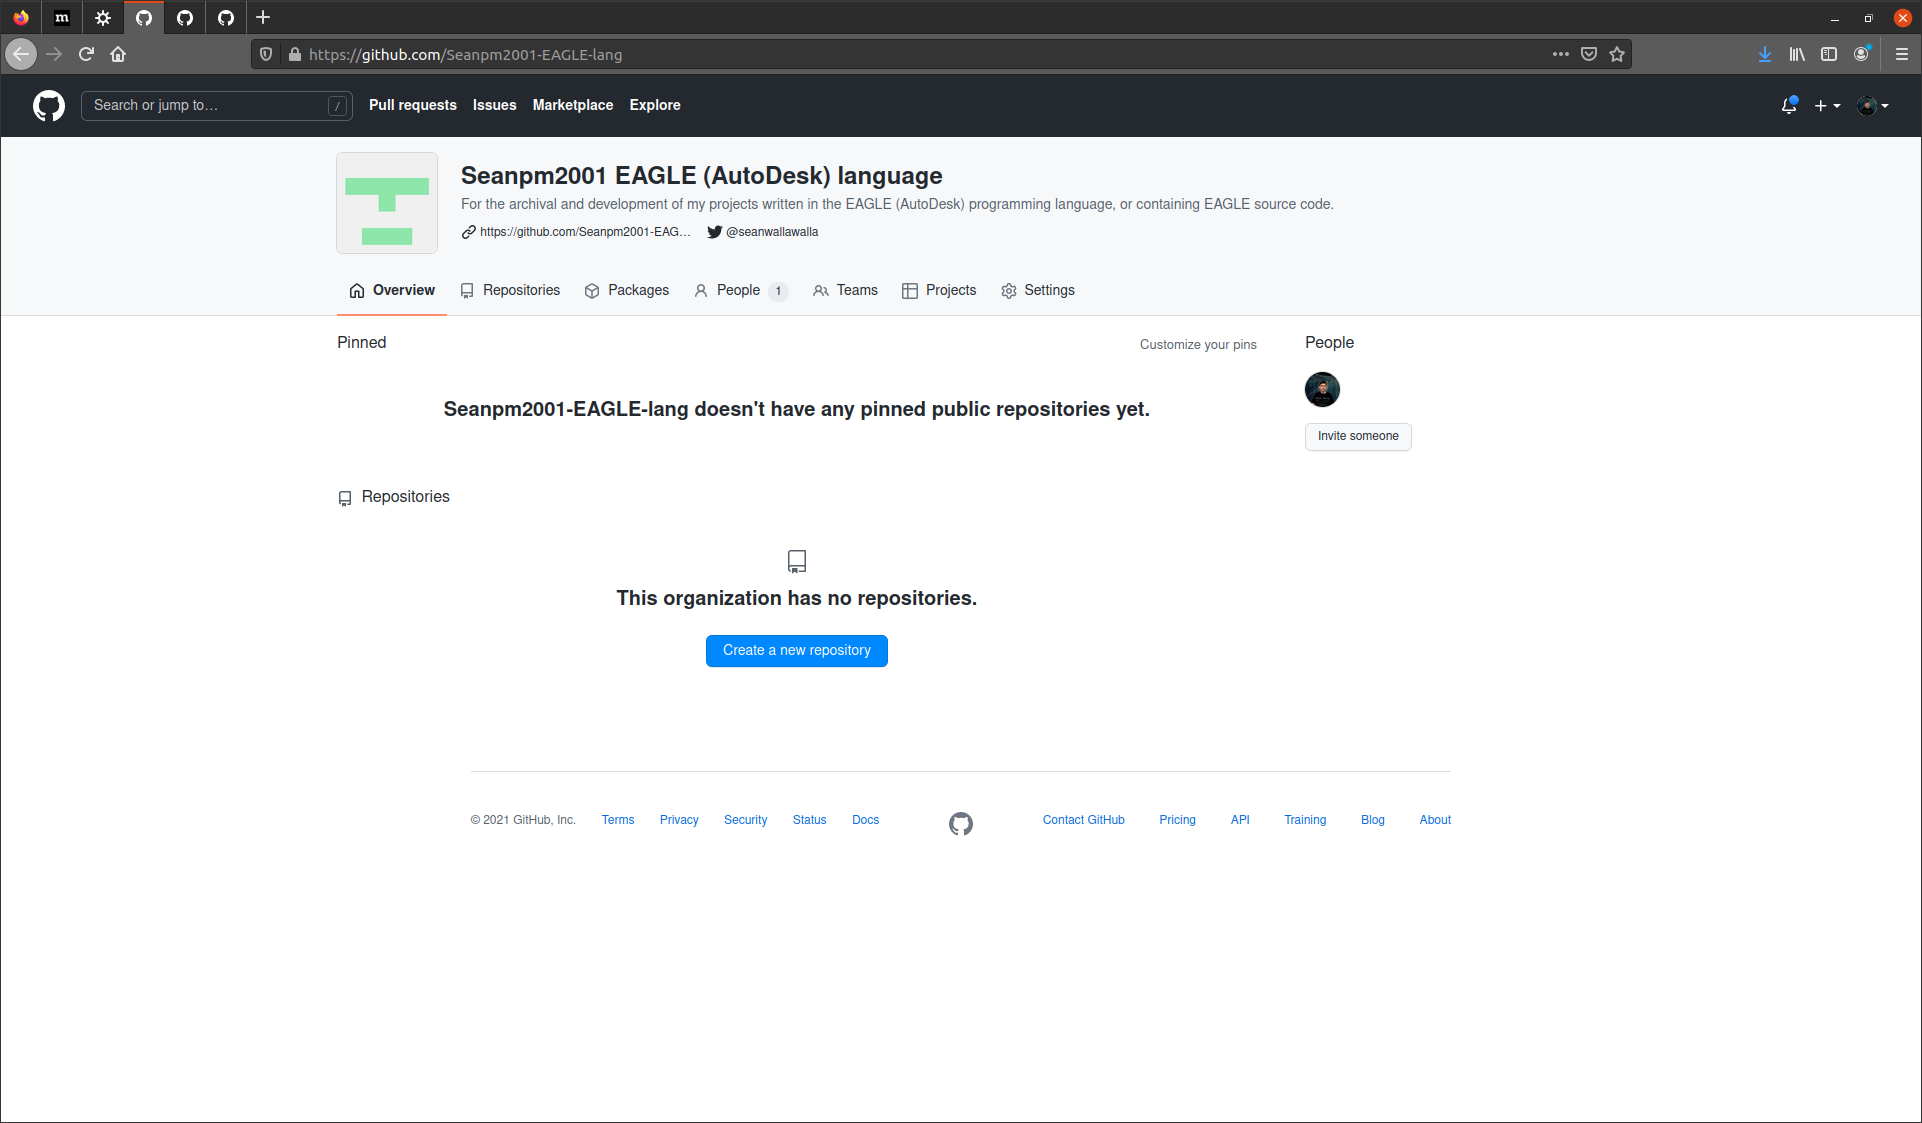 m
https://github.com/Seanpm2001-EAGLE-lang
Search or jump to… / Pull requests Issues Marketplace Explore
Seanpm2001 EAGLE (AutoDesk) language
For the archival and development of my projects written in the EAGLE (AutoDesk) programming language, or containing EAGLE source code.
https://github.com/Seanpm2001-EAG… @seanwallawalla
Overview Repositories Packages People 1 Teams Projects Settings
Pinned Customize your pins People
Seanpm2001-EAGLE-lang doesn't have any pinned public repositories yet.
Invite someone
Repositories
This organization has no repositories.
Create a new repository
© 2021 GitHub, Inc. Terms Privacy Security Status Docs Contact GitHub Pricing API Training Blog About